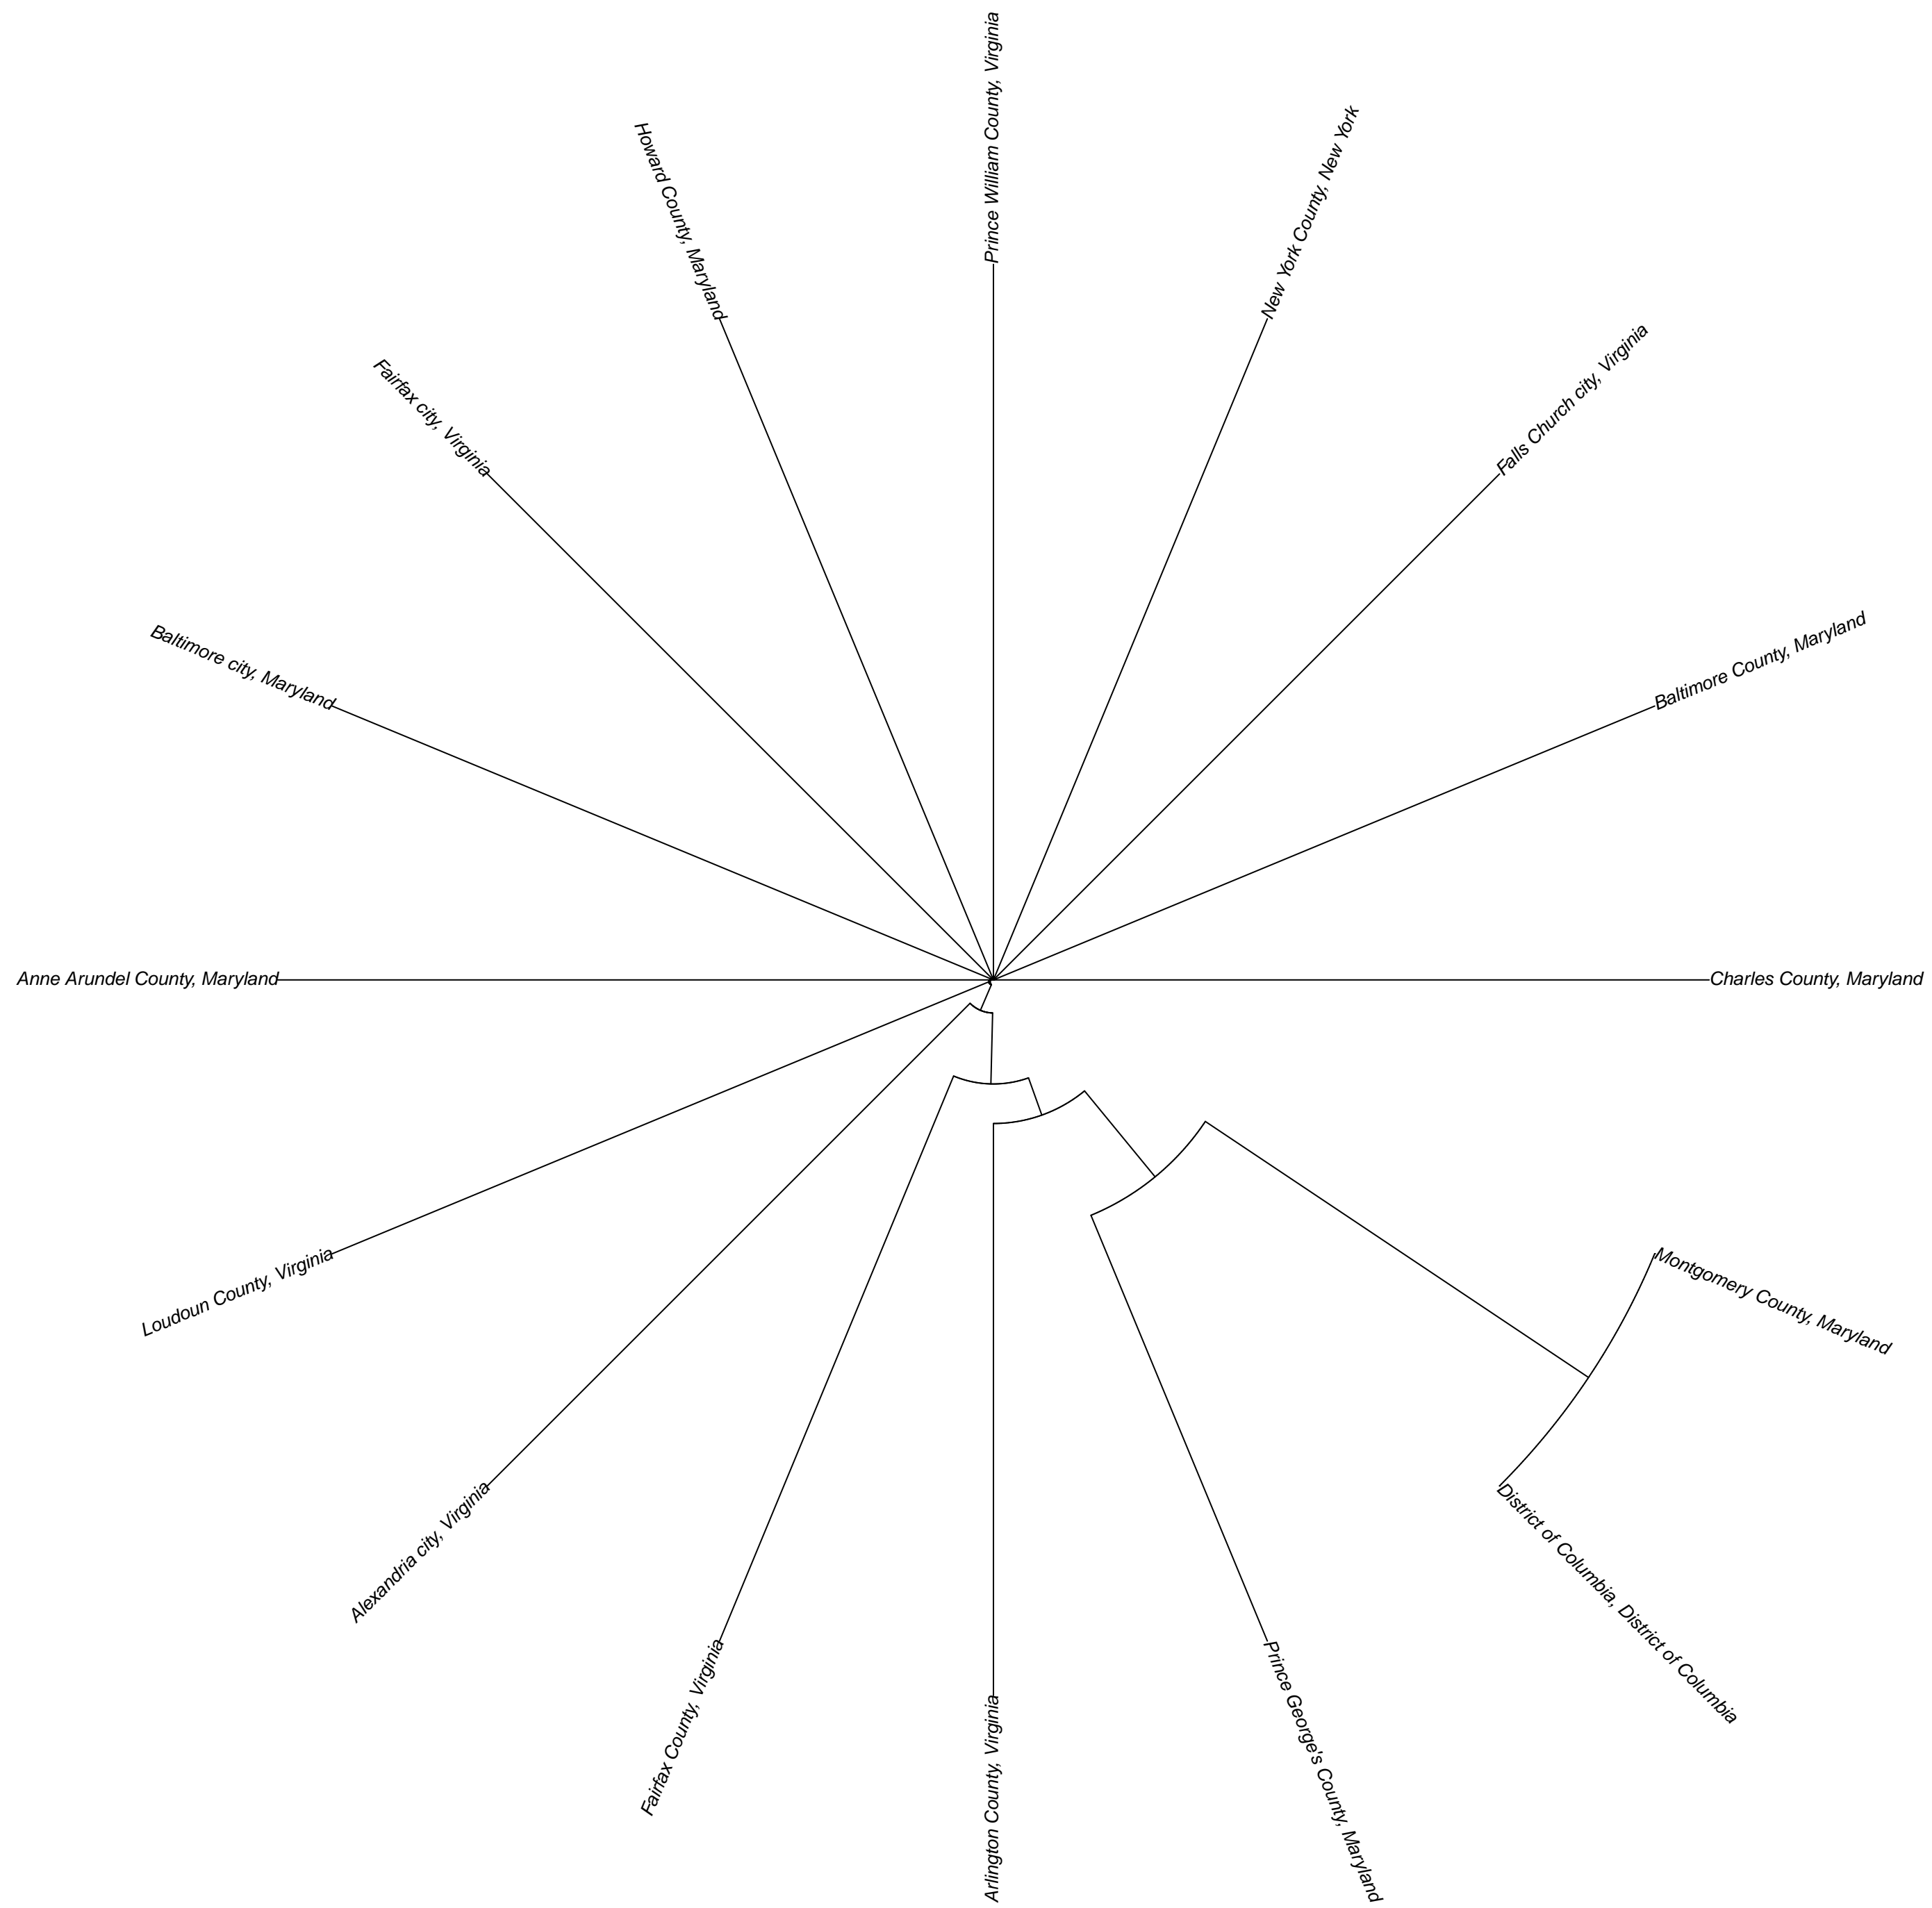 Prince William County, Virginia
New York County, New York
Howard County, Maryland
Falls Church city, Virginia
Fairfax city, Virginia
Baltimore County, Maryland
Baltimore city, Maryland
Anne Arundel County, Maryland
Charles County, Maryland
Loudoun County, Virginia
Montgomery County, Maryland
Alexandria city, Virginia
District of Columbia, District of Columbia
Fairfax County, Virginia
Arlington County, Virginia
Prince George's County, Maryland